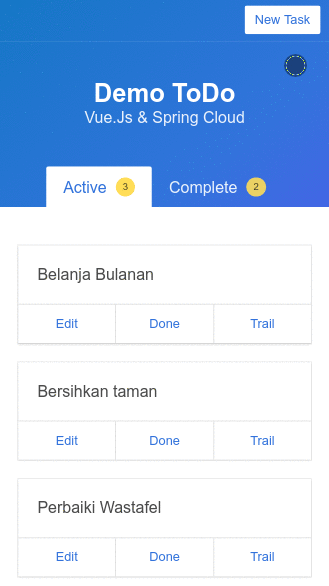 New Task
Demo ToDo
Vue.Js & Spring Cloud
Active 3 Complete 2
Belanja Bulanan
Edit Done Trail
Bersihkan taman
Edit Done Trail
Perbaiki Wastafel
Edit Done Trail